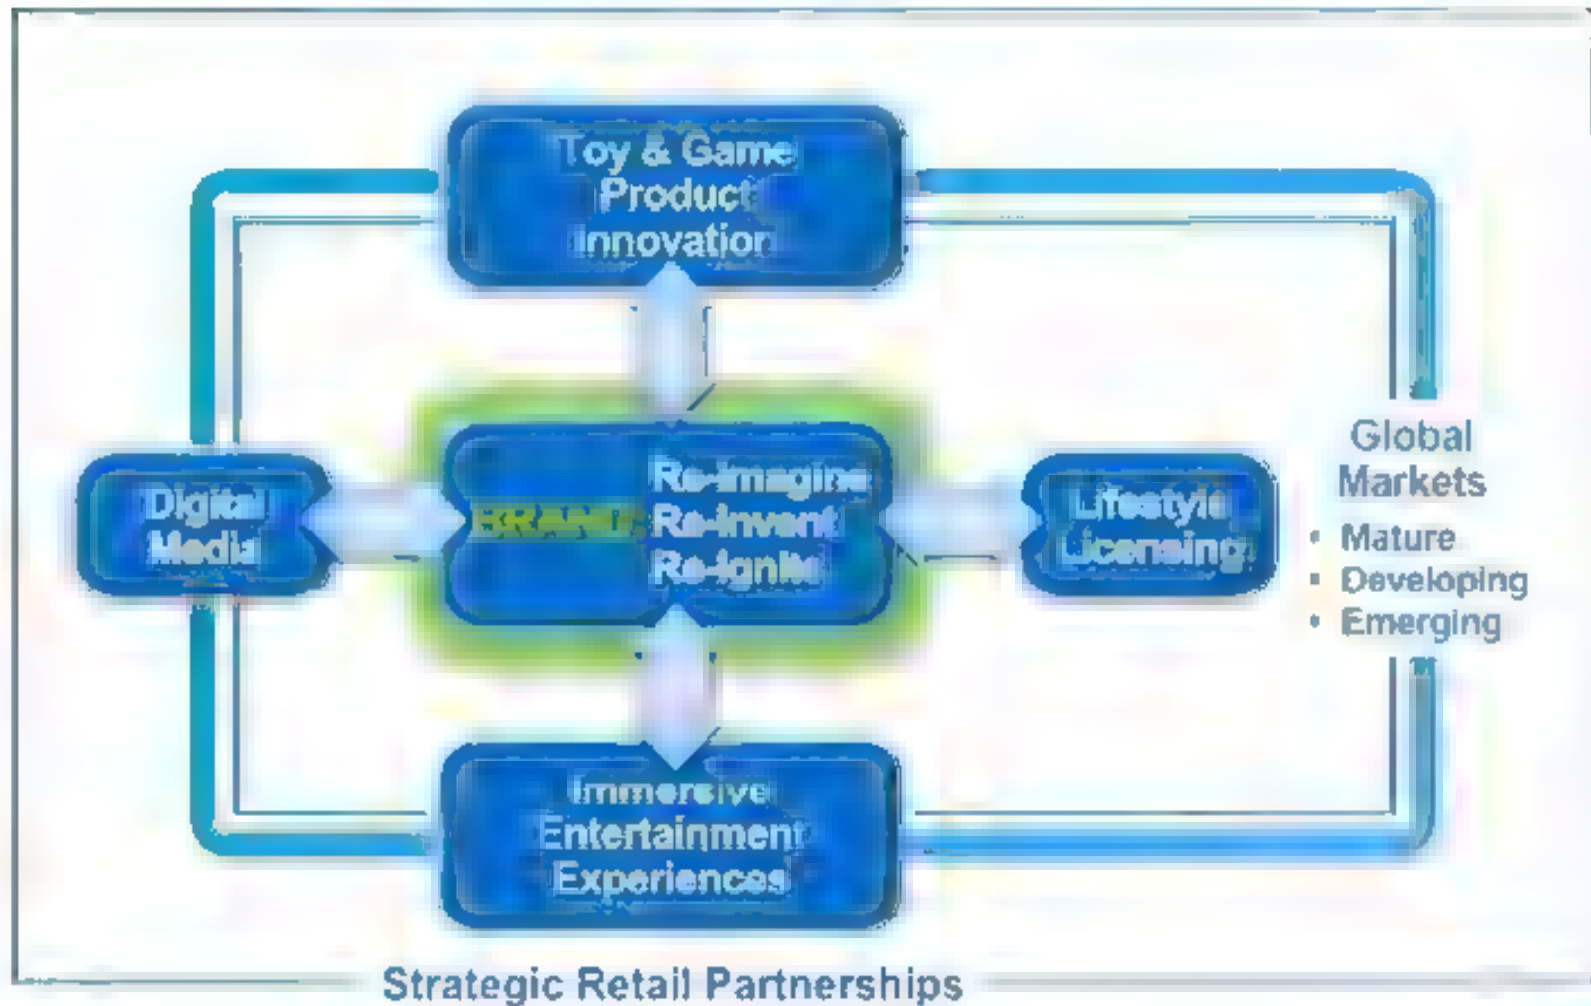 Toy & Game
Product
Innovation
Digital
Media
BRAND
Re-Imagine
Re-Invent
Re-Ignite
Lifestyle
Licensing
Global
Markets
• Mature
• Developing
• Emerging
Immersive
Entertainment
Experiences
Strategic Retail Partnerships